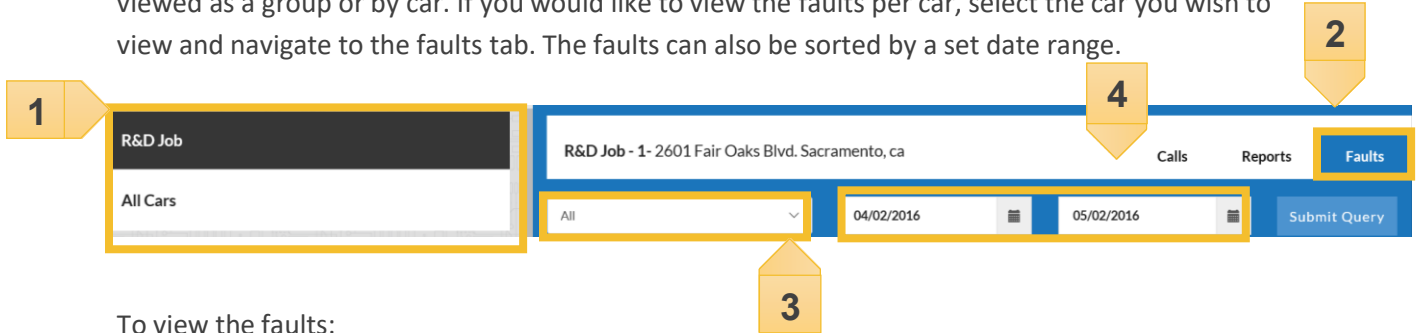 viewed as a group or by car. If you would like to view the faults per car, select the car you wish to
view and navigate to the faults tab. The faults can also be sorted by a set date range.
2
4
1
R&D Job
R&D Job - 1- 2601 Fair Oaks Blvd. Sacramento, ca
Calls Reports Faults
All Cars
All 04/02/2016 05/02/2016 Submit Query
3
To view the faults: